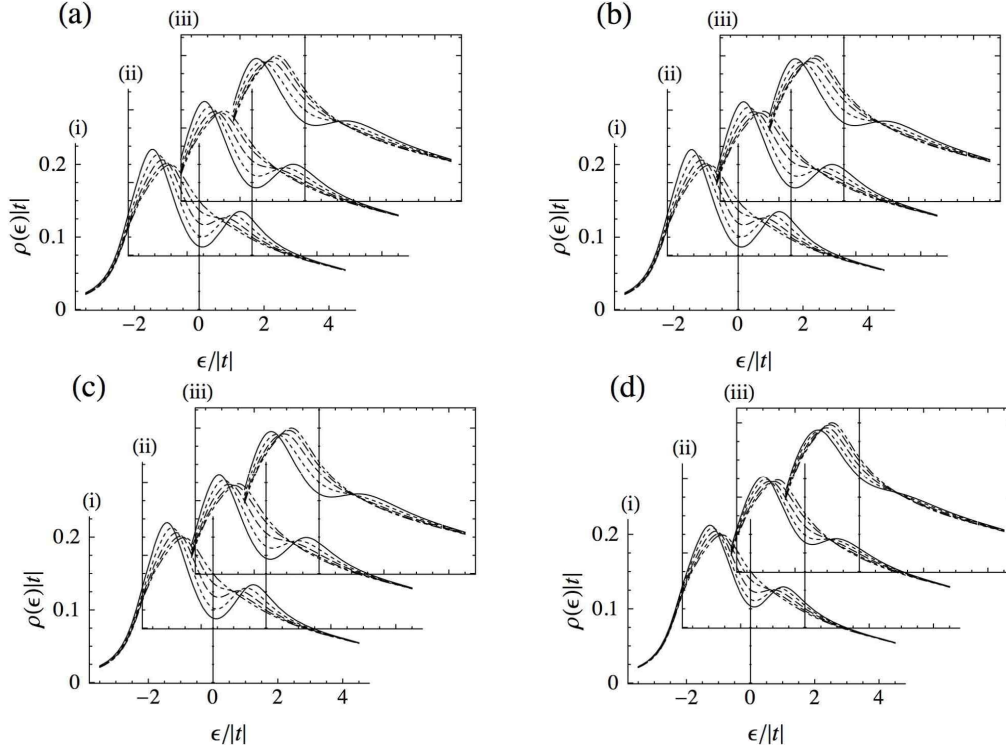 (a)
(iii)
(ii)
(i)
0.2
0.1
0
ρ(ϵ)|t|
−2 0 2 4
ϵ/|t|
(b)
(iii)
(ii)
(i)
0.2
0.1
0
ρ(ϵ)|t|
−2 0 2 4
ϵ/|t|
(c)
(iii)
(ii)
(i)
0.2
0.1
0
ρ(ϵ)|t|
−2 0 2 4
ϵ/|t|
(d)
(iii)
(ii)
(i)
0.2
0.1
0
ρ(ϵ)|t|
−2 0 2 4
ϵ/|t|